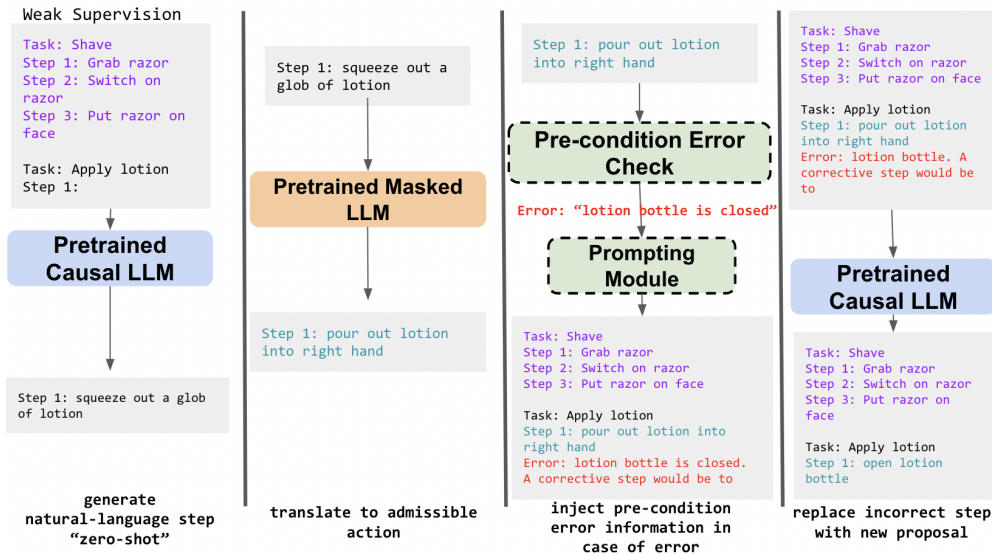 Weak Supervision
Task: Shave
Step 1: Grab razor
Step 2: Switch on
razor
Step 3: Put razor on
face
Task: Apply lotion
Step 1:
Pretrained
Causal LLM
Step 1: squeeze out a glob
of lotion
generate
natural-language step
“zero-shot”
Step 1: squeeze out a
glob of lotion
Pretrained Masked
LLM
Step 1: pour out lotion
into right hand
translate to admissible
action
Step 1: pour out lotion
into right hand
Pre-condition Error
Check
Error: “lotion bottle is closed”
Prompting
Module
Task: Shave
Step 1: Grab razor
Step 2: Switch on razor
Step 3: Put razor on face
Task: Apply lotion
Step 1: pour out lotion into
right hand
Error: lotion bottle is closed.
A corrective step would be to
inject pre-condition
error information in
case of error
Task: Shave
Step 1: Grab razor
Step 2: Switch on razor
Step 3: Put razor on face
Task: Apply lotion
Step 1: pour out lotion
into right hand
Error: lotion bottle. A
corrective step would be
to
Pretrained
Causal LLM
Task: Shave
Step 1: Grab razor
Step 2: Switch on razor
Step 3: Put razor on
face
Task: Apply lotion
Step 1: open lotion
bottle
replace incorrect step
with new proposal